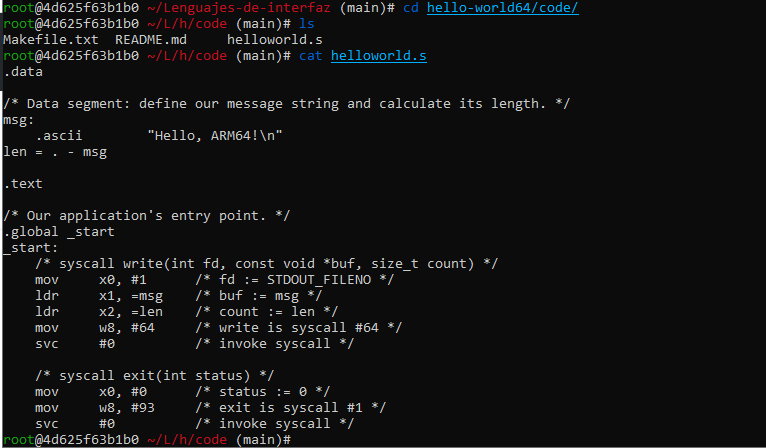 root@4d625f63b1b0 ~/Lenguajes-de-interfaz (main)# cd hello-world64/code/
root@4d625f63b1b0 ~/L/h/code (main)# ls
Makefile.txt  README.md     helloworld.s
root@4d625f63b1b0 ~/L/h/code (main)# cat helloworld.s
.data

/* Data segment: define our message string and calculate its length. */
msg:
    .ascii        "Hello, ARM64!\n"
len = . - msg

.text

/* Our application's entry point. */
.global _start
_start:
    /* syscall write(int fd, const void *buf, size_t count) */
    mov     x0, #1      /* fd := STDOUT_FILENO */
    ldr     x1, =msg    /* buf := msg */
    ldr     x2, =len    /* count := len */
    mov     w8, #64     /* write is syscall #64 */
    svc     #0          /* invoke syscall */

    /* syscall exit(int status) */
    mov     x0, #0      /* status := 0 */
    mov     w8, #93     /* exit is syscall #1 */
    svc     #0          /* invoke syscall */
root@4d625f63b1b0 ~/L/h/code (main)#